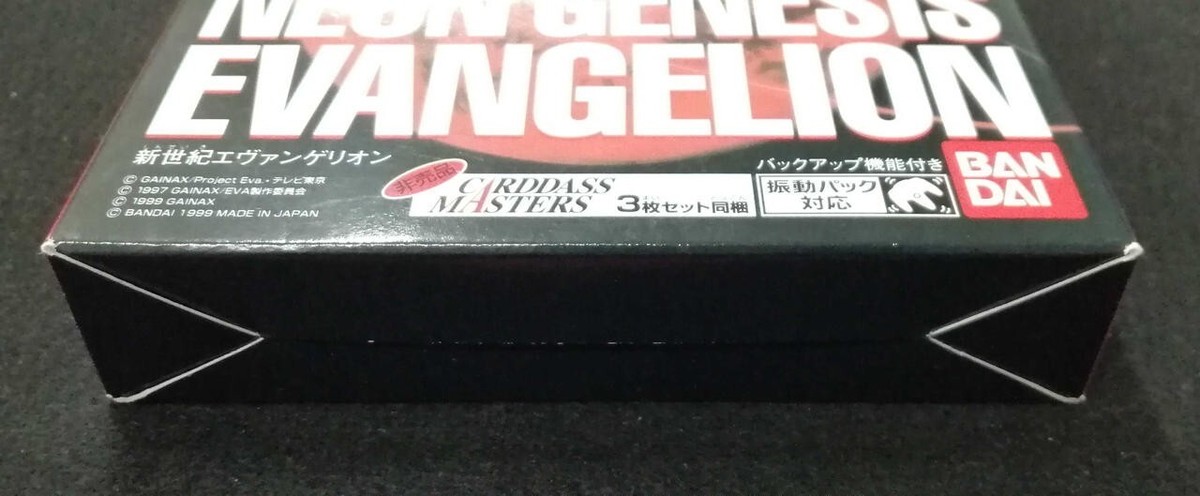 NEON GENESIS
EVANGELION
新世紀エヴァンゲリオン
© GAINAX/Project Eva.・テレビ東京
© 1997 GAINAX/EVA製作委員会
© 1999 GAINAX
© BANDAI 1999 MADE IN JAPAN
非売品
CARDDASS
MASTERS
3枚セット同梱
バックアップ機能付き
振動パック
対応
BAN
DAI